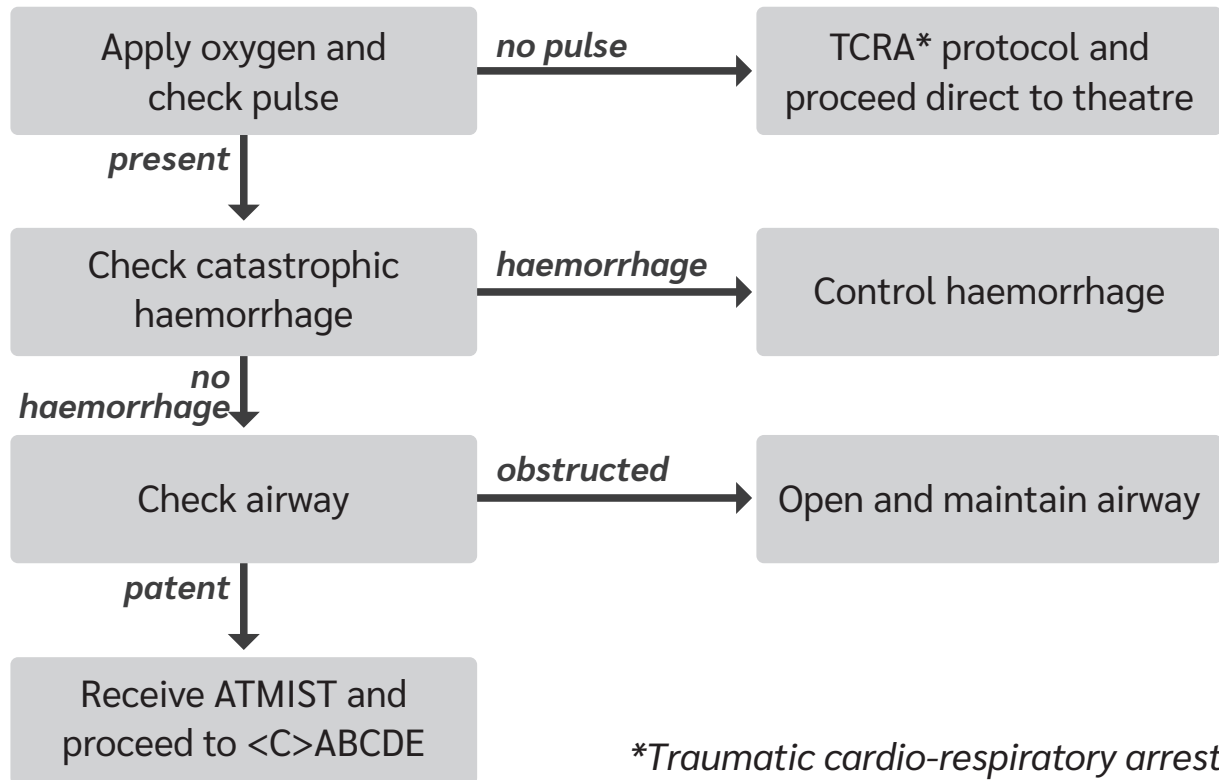 Apply oxygen and
check pulse
no pulse
TCRA* protocol and
proceed direct to theatre
present
Check catastrophic
haemorrhage
haemorrhage
Control haemorrhage
no
haemorrhage
Check airway
obstructed
Open and maintain airway
patent
Receive ATMIST and
proceed to <C>ABCDE
*Traumatic cardio-respiratory arrest